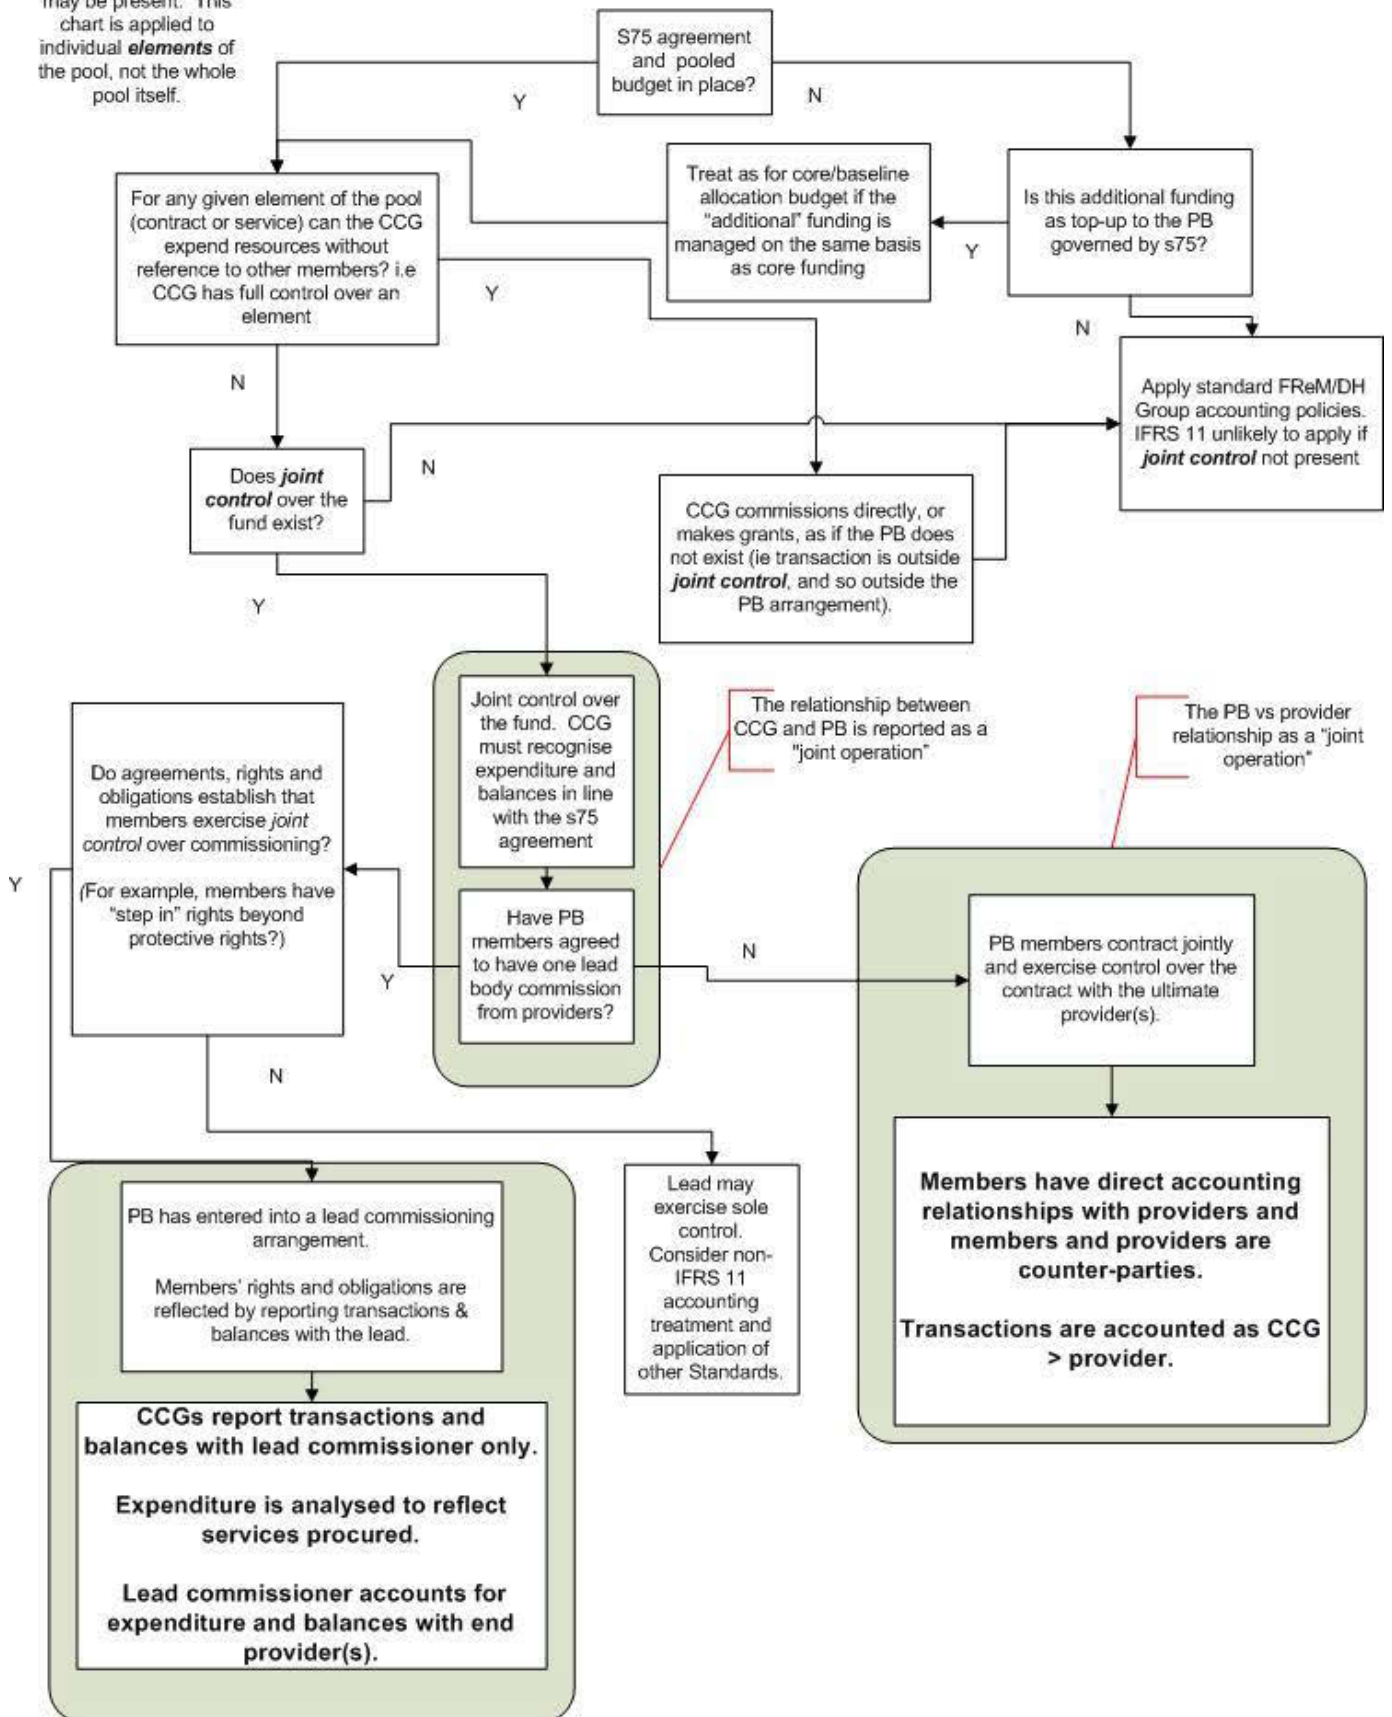 may be present. This
chart is applied to
individual elements of
the pool, not the whole
pool itself.
S75 agreement
and pooled
budget in place?
Y
N
For any given element of the pool
(contract or service) can the CCG
expend resources without
reference to other members? i.e
CCG has full control over an
element
Treat as for core/baseline
allocation budget if the
“additional” funding is
managed on the same basis
as core funding
Is this additional funding
as top-up to the PB
governed by s75?
Y
Y
N
N
Apply standard FReM/DH
Group accounting policies.
IFRS 11 unlikely to apply if
joint control not present
Does joint
control over the
fund exist?
N
CCG commissions directly, or
makes grants, as if the PB does
not exist (ie transaction is outside
joint control, and so outside the
PB arrangement).
Y
Joint control over
the fund. CCG
must recognise
expenditure and
balances in line
with the s75
agreement
The relationship between
CCG and PB is reported as a
"joint operation”
The PB vs provider
relationship as a “joint
operation”
Do agreements, rights and
obligations establish that
members exercise joint
control over commissioning?
(For example, members have
“step in” rights beyond
protective rights?)
Y
Have PB
members agreed
to have one lead
body commission
from providers?
Y
N
PB members contract jointly
and exercise control over the
contract with the ultimate
provider(s).
N
PB has entered into a lead commissioning
arrangement.
Members’ rights and obligations are
reflected by reporting transactions &
balances with the lead.
Lead may
exercise sole
control.
Consider non-
IFRS 11
accounting
treatment and
application of
other Standards.
Members have direct accounting
relationships with providers and
members and providers are
counter-parties.
Transactions are accounted as CCG
> provider.
CCGs report transactions and
balances with lead commissioner only.
Expenditure is analysed to reflect
services procured.
Lead commissioner accounts for
expenditure and balances with end
provider(s).